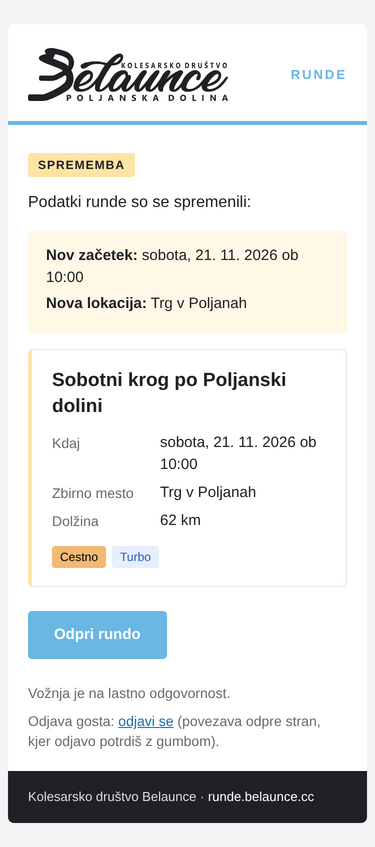 KOLESARSKO DRUŠTVO
Belaunce
POLJANSKA DOLINA
RUNDE
SPREMEMBA
Podatki runde so se spremenili:
Nov začetek: sobota, 21. 11. 2026 ob
10:00
Nova lokacija: Trg v Poljanah
Sobotni krog po Poljanski
dolini
Kdaj sobota, 21. 11. 2026 ob
10:00
Zbirno mesto Trg v Poljanah
Dolžina 62 km
Cestno Turbo
Odpri rundo
Vožnja je na lastno odgovornost.
Odjava gosta: odjavi se (povezava odpre stran,
kjer odjavo potrdiš z gumbom).
Kolesarsko društvo Belaunce · runde.belaunce.cc